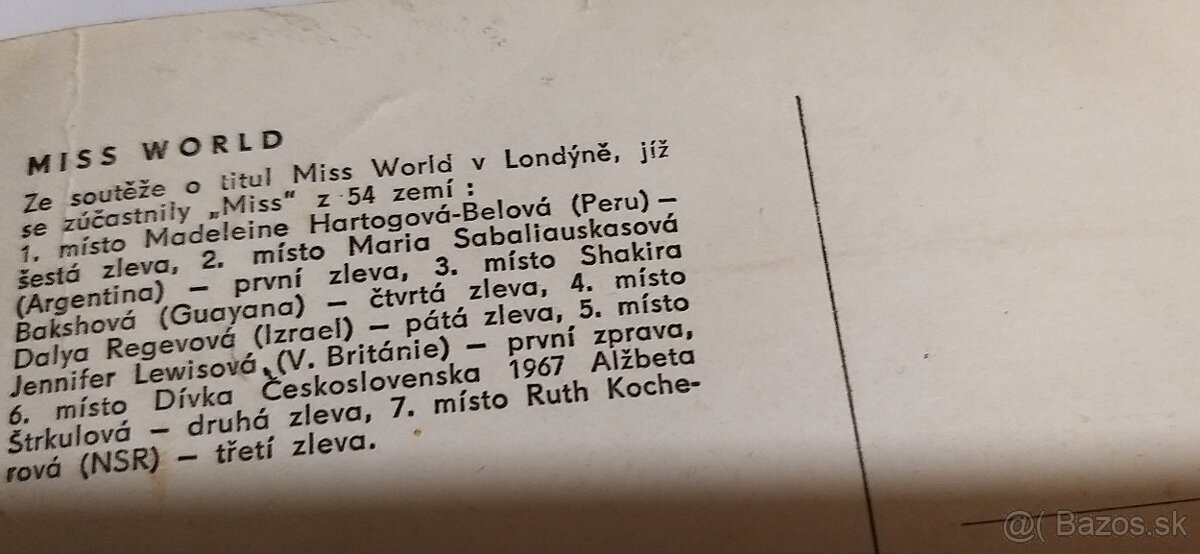 MISS WORLD
Ze soutěže o titul Miss World v Londýně, jíž
se zúčastnily „Miss“ z 54 zemí :
1. místo Madeleine Hartogová-Belová (Peru) —
šestá zleva, 2. místo Maria Sabaliauskasová
(Argentina) — první zleva, 3. místo Shakira
Bakshová (Guayana) — čtvrtá zleva, 4. místo
Dalya Regevová (Izrael) — pátá zleva, 5. místo
Jennifer Lewisová, (V. Británie) — první zprava,
6. místo Dívka Československa 1967 Alžbeta
Štrkulová — druhá zleva, 7. místo Ruth Koche-
rová (NSR) — třetí zleva.
@( Bazos.sk